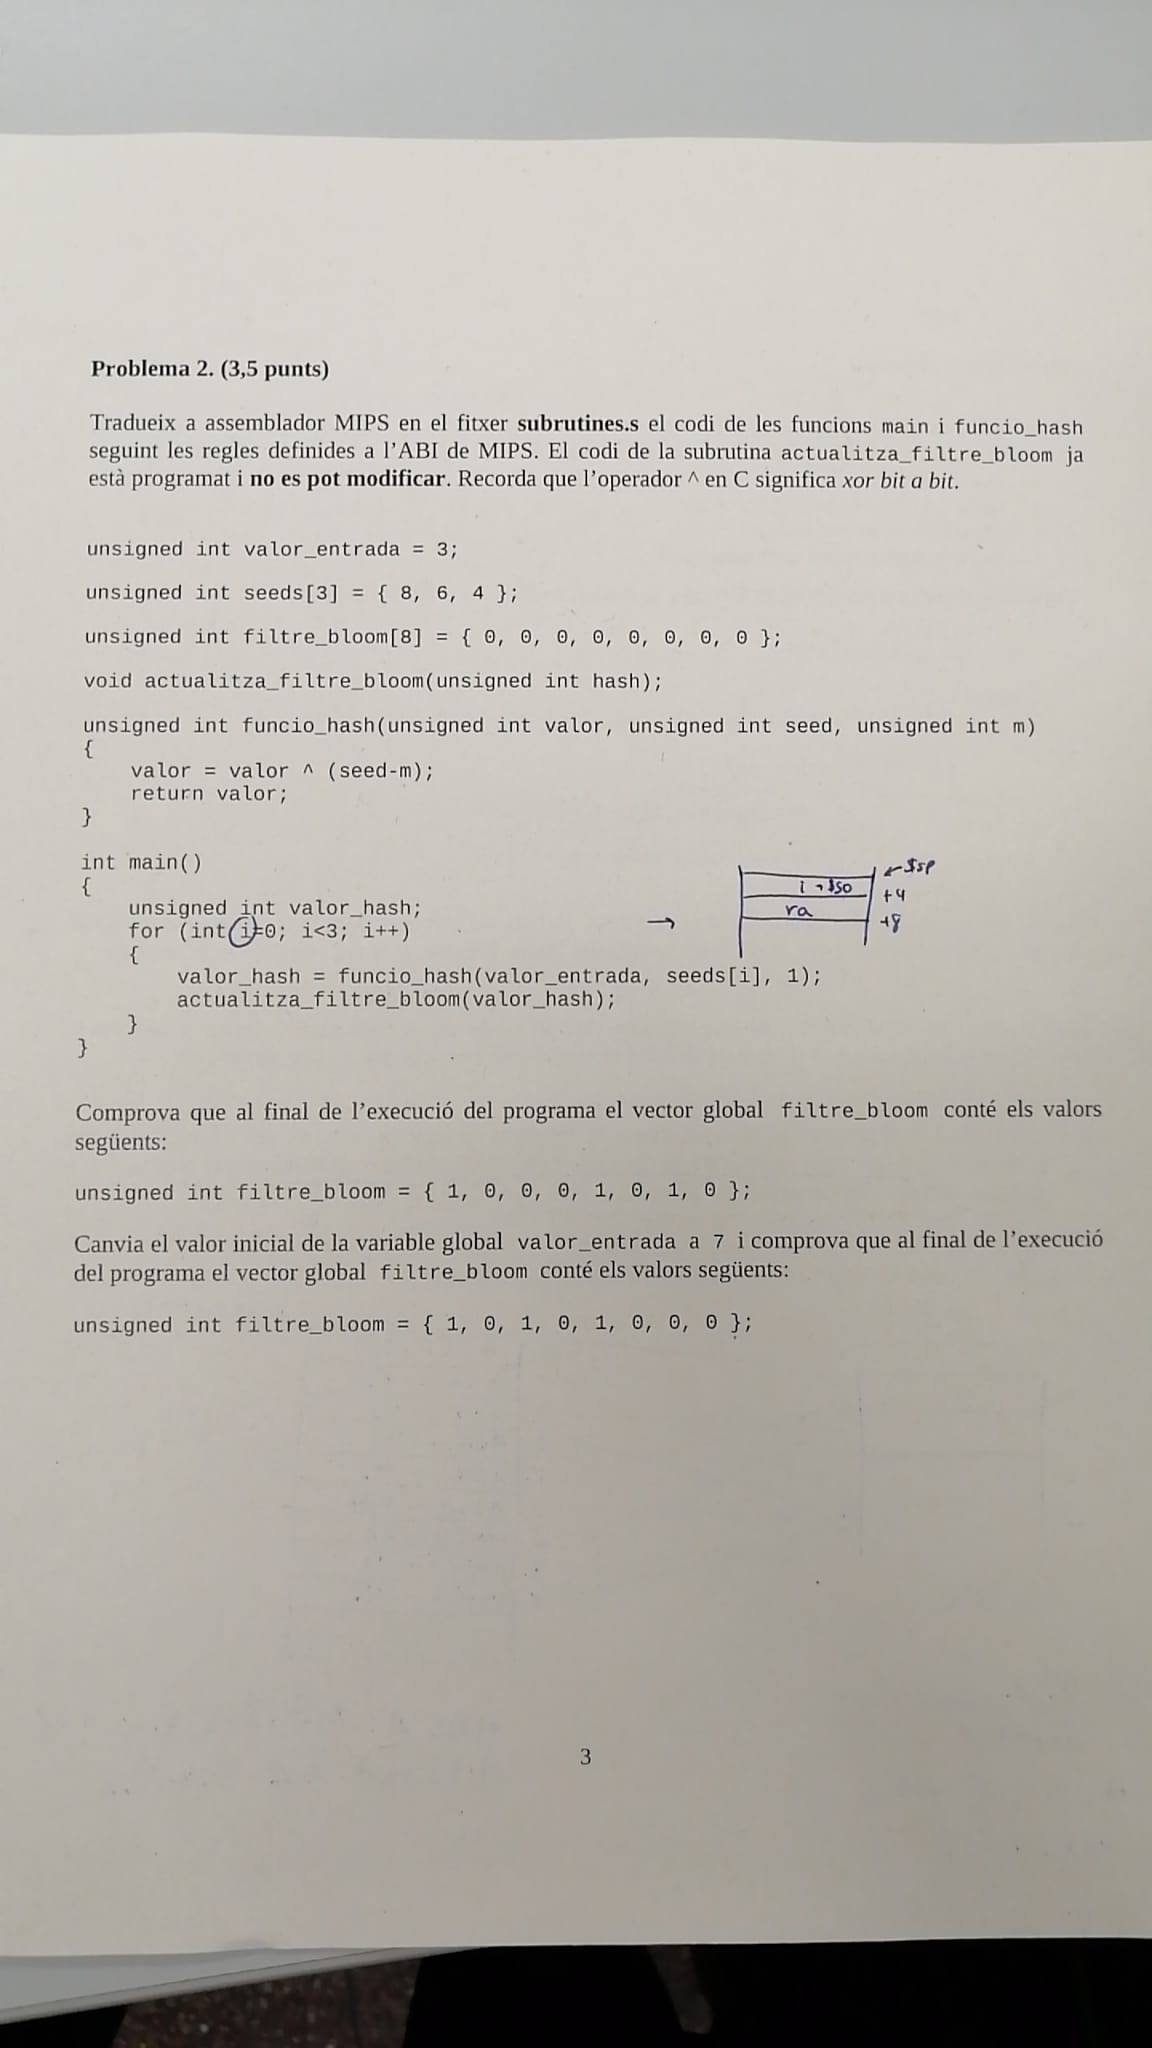 Problema 2. (3,5 punts)
Tradueix a assemblador MIPS en el fitxer subrutines.s el codi de les funcions main i funcio_hash
seguint les regles definides a l'ABI de MIPS. El codi de la subrutina actualitza_filtre_bloom ja
està programat i no es pot modificar. Recorda que l'operador ^ en C significa xor bit a bit.
unsigned int valor_entrada = 3;
unsigned int seeds[3] = { 8, 6, 4 };
unsigned int filtre_bloom[8] = { 0, 0, 0, 0, 0, 0, 0, 0 };
void actualitza_filtre_bloom(unsigned int hash);
unsigned int funcio_hash(unsigned int valor, unsigned int seed, unsigned int m)
{
valor = valor ^ (seed-m);
return valor;
}
int main()
{
unsigned int valor_hash;
for (int i=0; i<3; i++)
{
valor_hash = funcio_hash(valor_entrada, seeds[i], 1);
actualitza_filtre_bloom(valor_hash);
}
}
→
← $sp
i → $s0
+4
ra
+8
Comprova que al final de l'execució del programa el vector global filtre_bloom conté els valors
següents:
unsigned int filtre_bloom = { 1, 0, 0, 0, 1, 0, 1, 0 };
Canvia el valor inicial de la variable global valor_entrada a 7 i comprova que al final de l'execució
del programa el vector global filtre_bloom conté els valors següents:
unsigned int filtre_bloom = { 1, 0, 1, 0, 1, 0, 0, 0 };
3